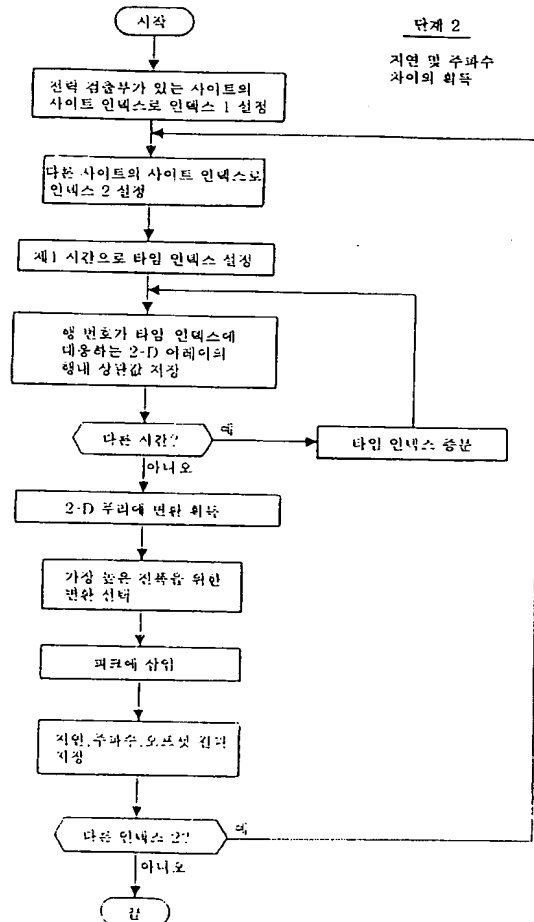 시작
단계 2
지연 및 주파수
차이의 획득
전력 검출부가 있는 사이트의
사이트 인덱스로 인덱스 1 설정
다른 사이트의 사이트 인덱스로
인덱스 2 설정
제1 시간으로 타임 인덱스 설정
행 번호가 타임 인덱스에
대응하는 2-D 어레이의
행내 상관값 저장
다른 시간?
예
타임 인덱스 증분
아니오
2-D 푸리에 변환 획득
가장 높은 진폭을 위한
변환 선택
피크에 삽입
지연,주파수,오프셋 전력
저장
다른 인덱스 2?
예
아니오